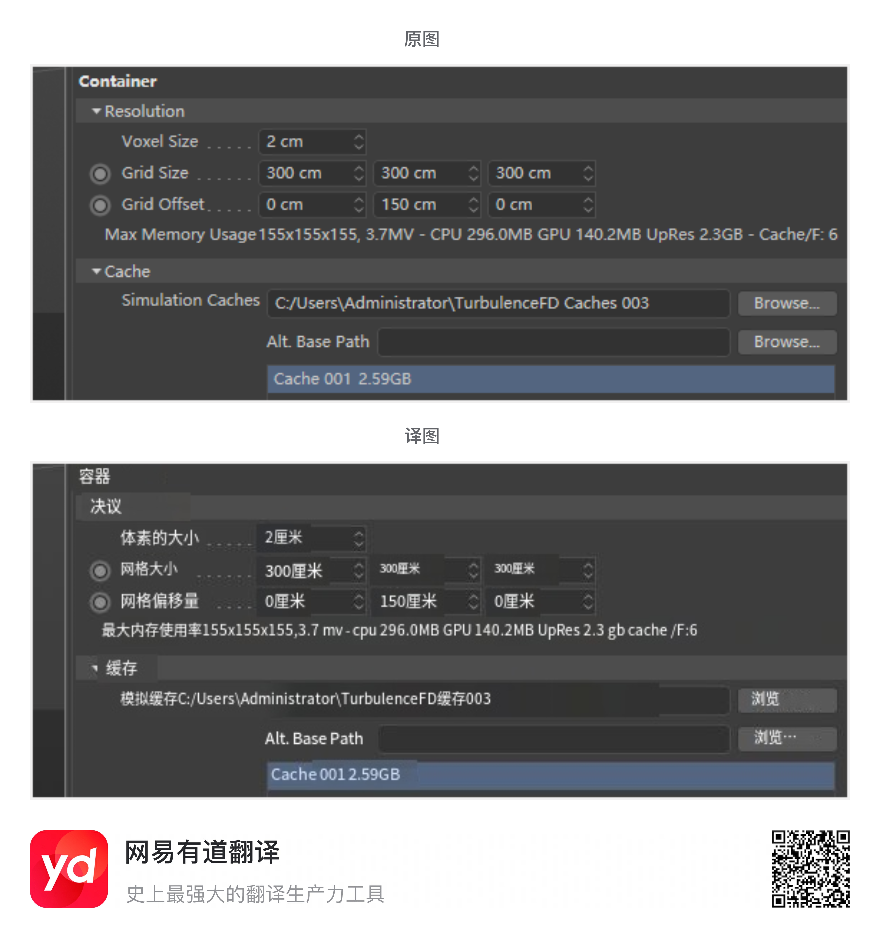 原图
Container
Resolution
Voxel Size ..... 2 cm
Grid Size ...... 300 cm 300 cm 300 cm
Grid Offset..... 0 cm 150 cm 0 cm
Max Memory Usage 155x155x155, 3.7MV - CPU 296.0MB GPU 140.2MB UpRes 2.3GB - Cache/F: 6
Cache
Simulation Caches C:/Users\Administrator\TurbulenceFD Caches 003 Browse...
Alt. Base Path Browse...
Cache 001 2.59GB
译图
容器
决议
体素的大小 ..... 2厘米
网格大小 ...... 300厘米 300厘米 300厘米
网格偏移量 .... 0厘米 150厘米 0厘米
最大内存使用率155x155x155,3.7 mv - cpu 296.0MB GPU 140.2MB UpRes 2.3 gb cache /F:6
缓存
模拟缓存C:/Users\Administrator\TurbulenceFD缓存003 浏览
Alt. Base Path 浏览…
Cache 001 2.59GB
yd 网易有道翻译
史上最强大的翻译生产力工具